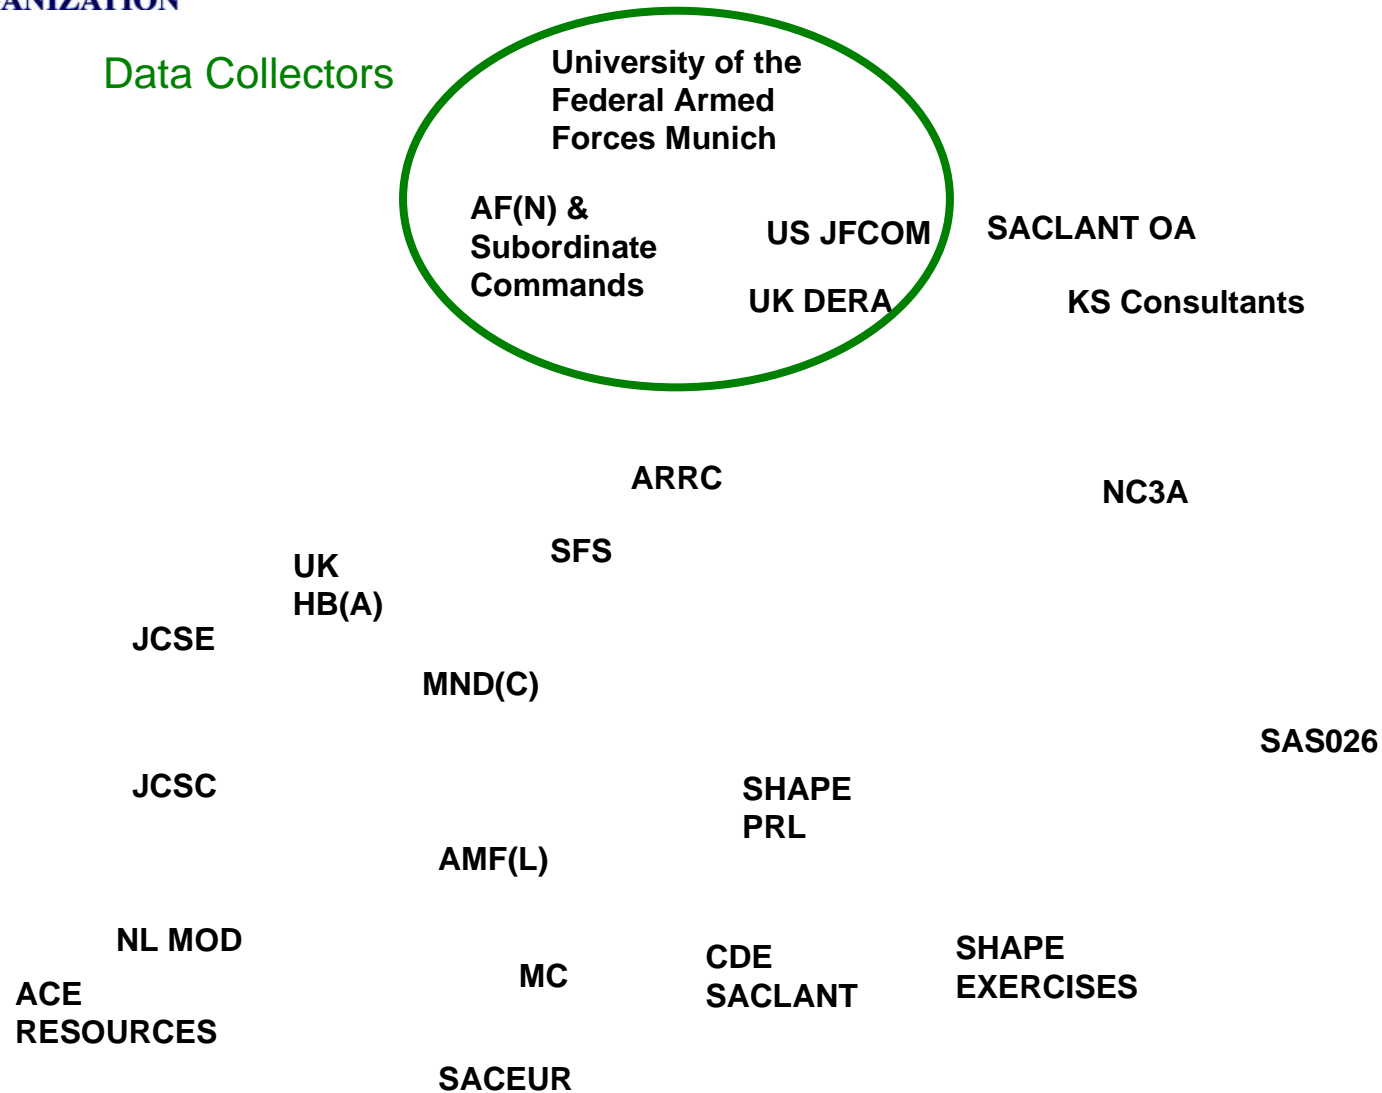 Data Collectors
University of the
Federal Armed
Forces Munich
AF(N) &
Subordinate
Commands
US JFCOM
UK DERA
SACLANT OA
KS Consultants
ARRC
NC3A
SFS
UK
HB(A)
JCSE
MND(C)
SAS026
JCSC
SHAPE
PRL
AMF(L)
NL MOD
ACE
RESOURCES
MC
CDE
SACLANT
SHAPE
EXERCISES
SACEUR